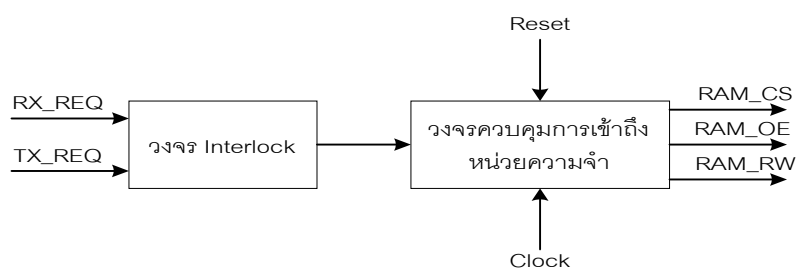 Reset
RX_REQ
TX_REQ
วงจร Interlock
วงจรควบคุมการเข้าถึง
หน่วยความจำ
RAM_CS
RAM_OE
RAM_RW
Clock